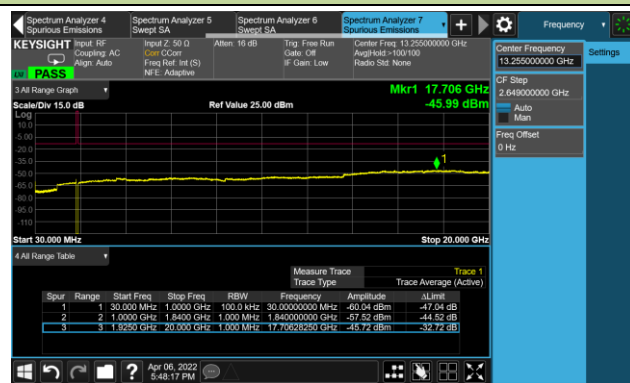 Spectrum Analyzer 4
Spurious Emissions
Spectrum Analyzer 5
Swept SA
Spectrum Analyzer 6
Swept SA
Spectrum Analyzer 7
Spurious Emissions
Frequency
KEYSIGHT
Input: RF
Coupling: AC
Align: Auto
Input Z: 50 Ω
Corr CCorr
Freq Ref: Int (S)
NFE: Adaptive
Atten: 16 dB
Trig: Free Run
Gate: Off
IF Gain: Low
Center Freq: 13.255000000 GHz
Avg|Hold:>100/100
Radio Std: None
LNI PASS
Center Frequency
13.255000000 GHz
Settings
CF Step
2.649000000 GHz
Auto
Man
Freq Offset
0 Hz
3 All Range Graph
Mkr1 17.706 GHz
Scale/Div 15.0 dB
Ref Value 25.00 dBm
-45.99 dBm
Log
10.0
-5.00
-20.0
-35.0
-50.0
-65.0
-80.0
-95.0
-110
1
Start 30.000 MHz
Stop 20.000 GHz
4 All Range Table
Measure Trace Trace 1
Trace Type Trace Average (Active)
Spur Range Start Freq Stop Freq RBW Frequency Amplitude ΔLimit
1 1 30.000 MHz 1.0000 GHz 100.0 kHz 30.00000000 MHz -60.04 dBm -47.04 dB
2 2 1.0000 GHz 1.8400 GHz 1.000 MHz 1.840000000 GHz -57.52 dBm -44.52 dB
3 3 1.9250 GHz 20.000 GHz 1.000 MHz 17.70628250 GHz -45.72 dBm -32.72 dB
Apr 06, 2022
5:48:17 PM